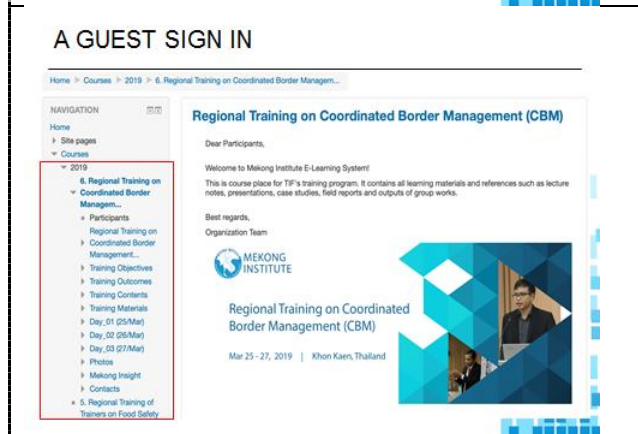 A GUEST SIGN IN
Home ▶ Courses ▶ 2019 ▶ 6. Regional Training on Coordinated Border Managem...
NAVIGATION
Home
Site pages
Courses
2019
6. Regional Training on
Coordinated Border
Managem...
Participants
Regional Training on
Coordinated Border
Management...
Training Objectives
Training Outcomes
Training Contents
Training Materials
Day_01 (25/Mar)
Day_02 (26/Mar)
Day_03 (27/Mar)
Photos
Mekong Insight
Contacts
5. Regional Training of
Trainers on Food Safety
Regional Training on Coordinated Border Management (CBM)
Dear Participants,
Welcome to Mekong Institute E-Learning System!
This is course place for TIF's training program. It contains all learning materials and references such as lecture
notes, presentations, case studies, field reports and outputs of group works.
Best regards,
Organization Team
MEKONG
INSTITUTE
Regional Training on Coordinated
Border Management (CBM)
Mar 25 - 27, 2019 | Khon Kaen, Thailand